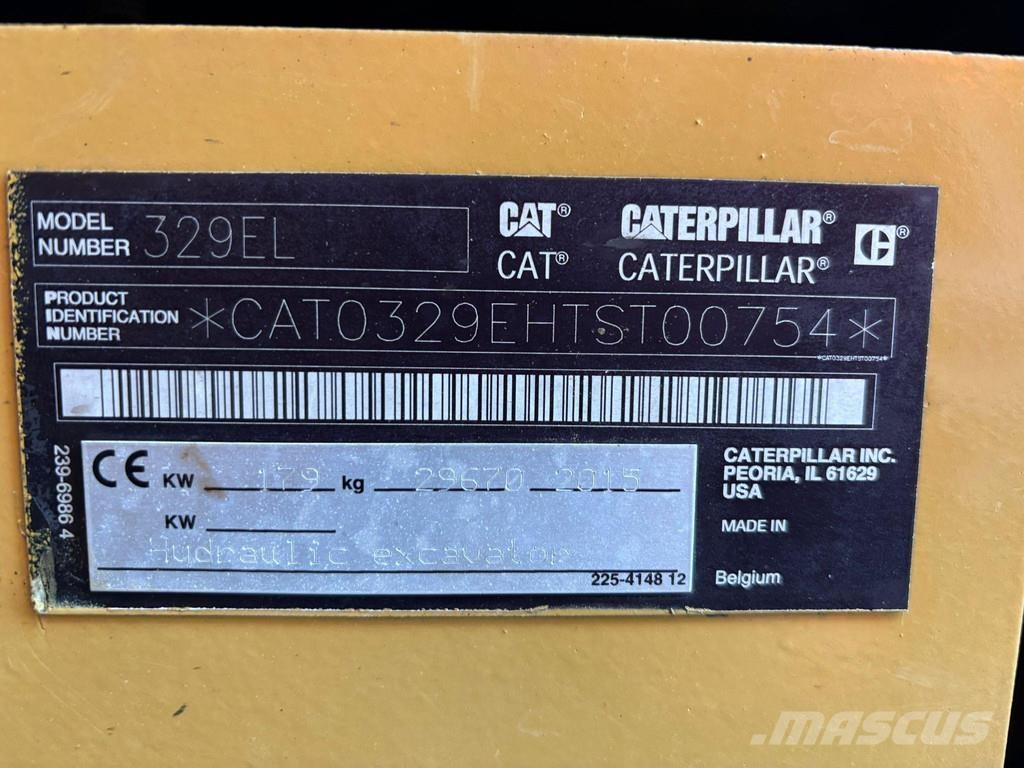 MODEL NUMBER 329EL
CAT® CATERPILLAR®
CAT® CATERPILLAR®
PRODUCT IDENTIFICATION NUMBER *CAT0329EHTST00754*
*CAT0329EHTST00754*
239-6986 4
CE KW 179 kg 29670 2015
KW
Hydraulic excavator
225-4148 12
CATERPILLAR INC.
PEORIA, IL 61629
USA
MADE IN
Belgium
MASCUS